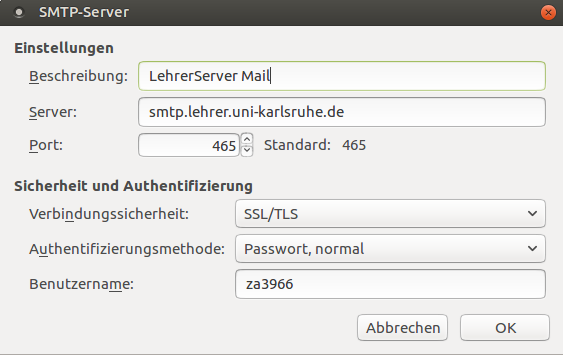 SMTP-Server
Einstellungen
Beschreibung: LehrerServer Mail
Server: smtp.lehrer.uni-karlsruhe.de
Port: 465 Standard: 465
Sicherheit und Authentifizierung
Verbindungssicherheit: SSL/TLS
Authentifizierungsmethode: Passwort, normal
Benutzername: za3966
Abbrechen OK